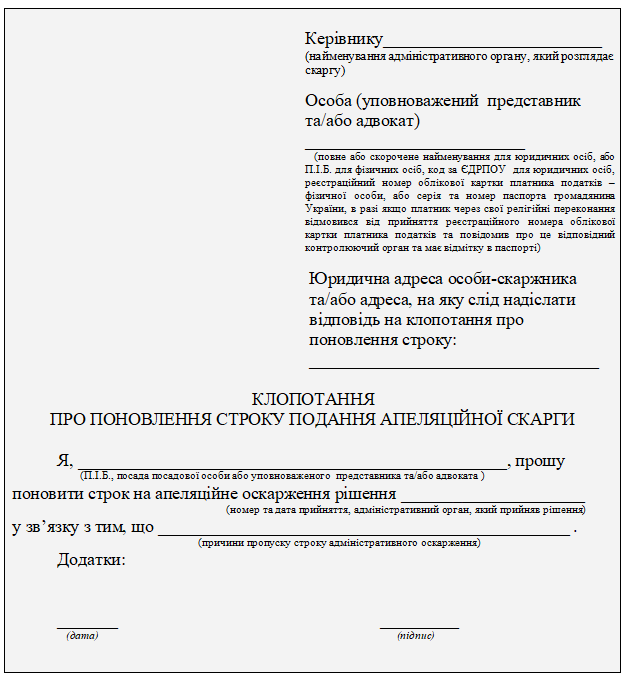 Керівнику_________________________
(найменування адміністративного органу, який розглядає
скаргу)
Особа (уповноважений представник
та/або адвокат)
_________________________
(повне або скорочене найменування для юридичних осіб, або
П.І.Б. для фізичних осіб, код за ЄДРПОУ для юридичних осіб,
реєстраційний номер облікової картки платника податків –
фізичної особи, або серія та номер паспорта громадянина
України, в разі якщо платник через свої релігійні переконання
відмовився від прийняття реєстраційного номера облікової
картки платника податків та повідомив про це відповідний
контролюючий орган та має відмітку в паспорті)
Юридична адреса особи-скаржника
та/або адреса, на яку слід надіслати
відповідь на клопотання про
поновлення строку:
_________________________________
КЛОПОТАННЯ
ПРО ПОНОВЛЕННЯ СТРОКУ ПОДАННЯ АПЕЛЯЦІЙНОЇ СКАРГИ
Я, _________________________________________________, прошу
(П.І.Б., посада посадової особи або уповноваженого представника та/або адвоката )
поновити строк на апеляційне оскарження рішення _____________________
(номер та дата прийняття, адміністративний орган, який прийняв рішення)
у зв’язку з тим, що _______________________________________________ .
(причини пропуску строку адміністративного оскарження)
Додатки:
_______ _________
(дата) (підпис)